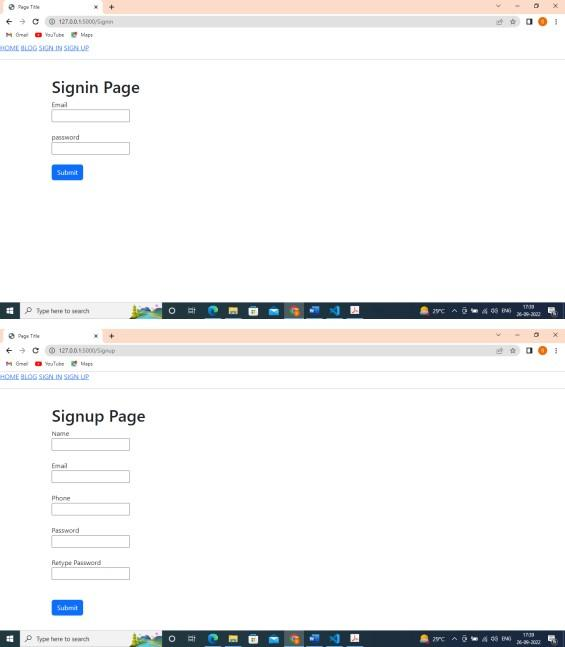 Page Title
127.0.0.1:5000/Signin
Gmail YouTube Maps
HOME BLOG SIGN IN SIGN UP
Signin Page
Email
password
Submit
Type here to search
29°C ENG 17:39
26-09-2022
Page Title
127.0.0.1:5000/Signup
Gmail YouTube Maps
HOME BLOG SIGN IN SIGN UP
Signup Page
Name
Email
Phone
Password
Retype Password
Submit
Type here to search
29°C ENG 17:39
26-09-2022